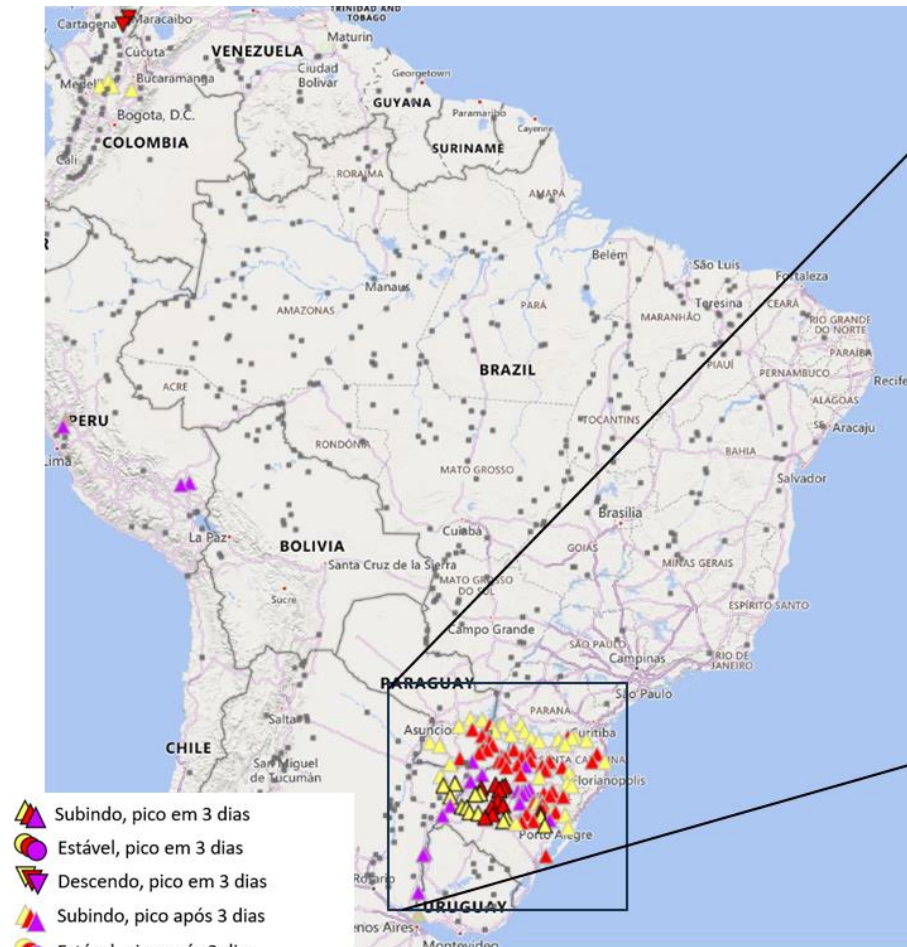 TRINIDAD AND
TOBAGO
Cartagena
Maracaibo
Maturin
Cúcuta
VENEZUELA
Ciudad
Bolívar
Georgetown
Bucaramanga
GUYANA
Paramaribo
Bogota, D.C.
Cayenne
COLOMBIA
SURINAME
Cali
RORAIMA
AMAPÁ
Belém
São Luis
Fortaleza
Manaus
Teresina
CEARÁ
AMAZONAS
PARÁ
MARANHÃO
RIO GRANDE
DO NORTE
PARAÍBA
PIAUÍ
BRAZIL
PERNAMBUCO
Recife
ACRE
ALAGOAS
PERU
TOCANTINS
SE
Aracaju
Lima
RONDÔNIA
BAHIA
MATO GROSSO
Salvador
Brasília
La Paz
Cuiabá
BOLIVIA
GOIÁS
Santa Cruz de la Sierra
MINAS GERAIS
MATO GROSSO
DO SUL
Sucre
ESPÍRITO SANTO
Campo Grande
SÃO PAULO
RIO DE
JANEIRO
Campinas
PARAGUAY
São Paulo
PARANÁ
Salta
Asunción
Curitiba
CHILE
SANTA CATARINA
San Miguel
de Tucumán
Florianópolis
Subindo, pico em 3 dias
Porto Alegre
Estável, pico em 3 dias
Descendo, pico em 3 dias
Rosario
URUGUAY
Subindo, pico após 3 dias
enos Aires
Montevideo